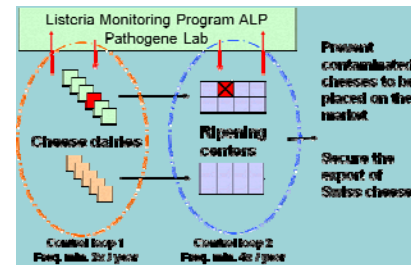 Listeria Monitoring Program ALP
Pathogene Lab
Prevent
contaminated
cheeses to be
placed on the
market
Cheese dairies
Ripening
centers
Secure the
export of
Swiss cheese
Control loop 1
Freq. min. 2x / year
Control loop 2
Freq. min. 4x / year